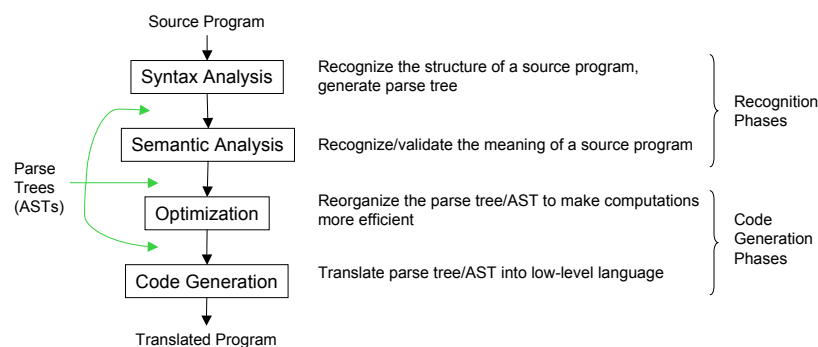 Source Program
Syntax Analysis
Recognize the structure of a source program,
generate parse tree
Recognition
Phases
Semantic Analysis
Recognize/validate the meaning of a source program
Parse
Trees
(ASTs)
Optimization
Reorganize the parse tree/AST to make computations
more efficient
Code
Generation
Phases
Code Generation
Translate parse tree/AST into low-level language
Translated Program